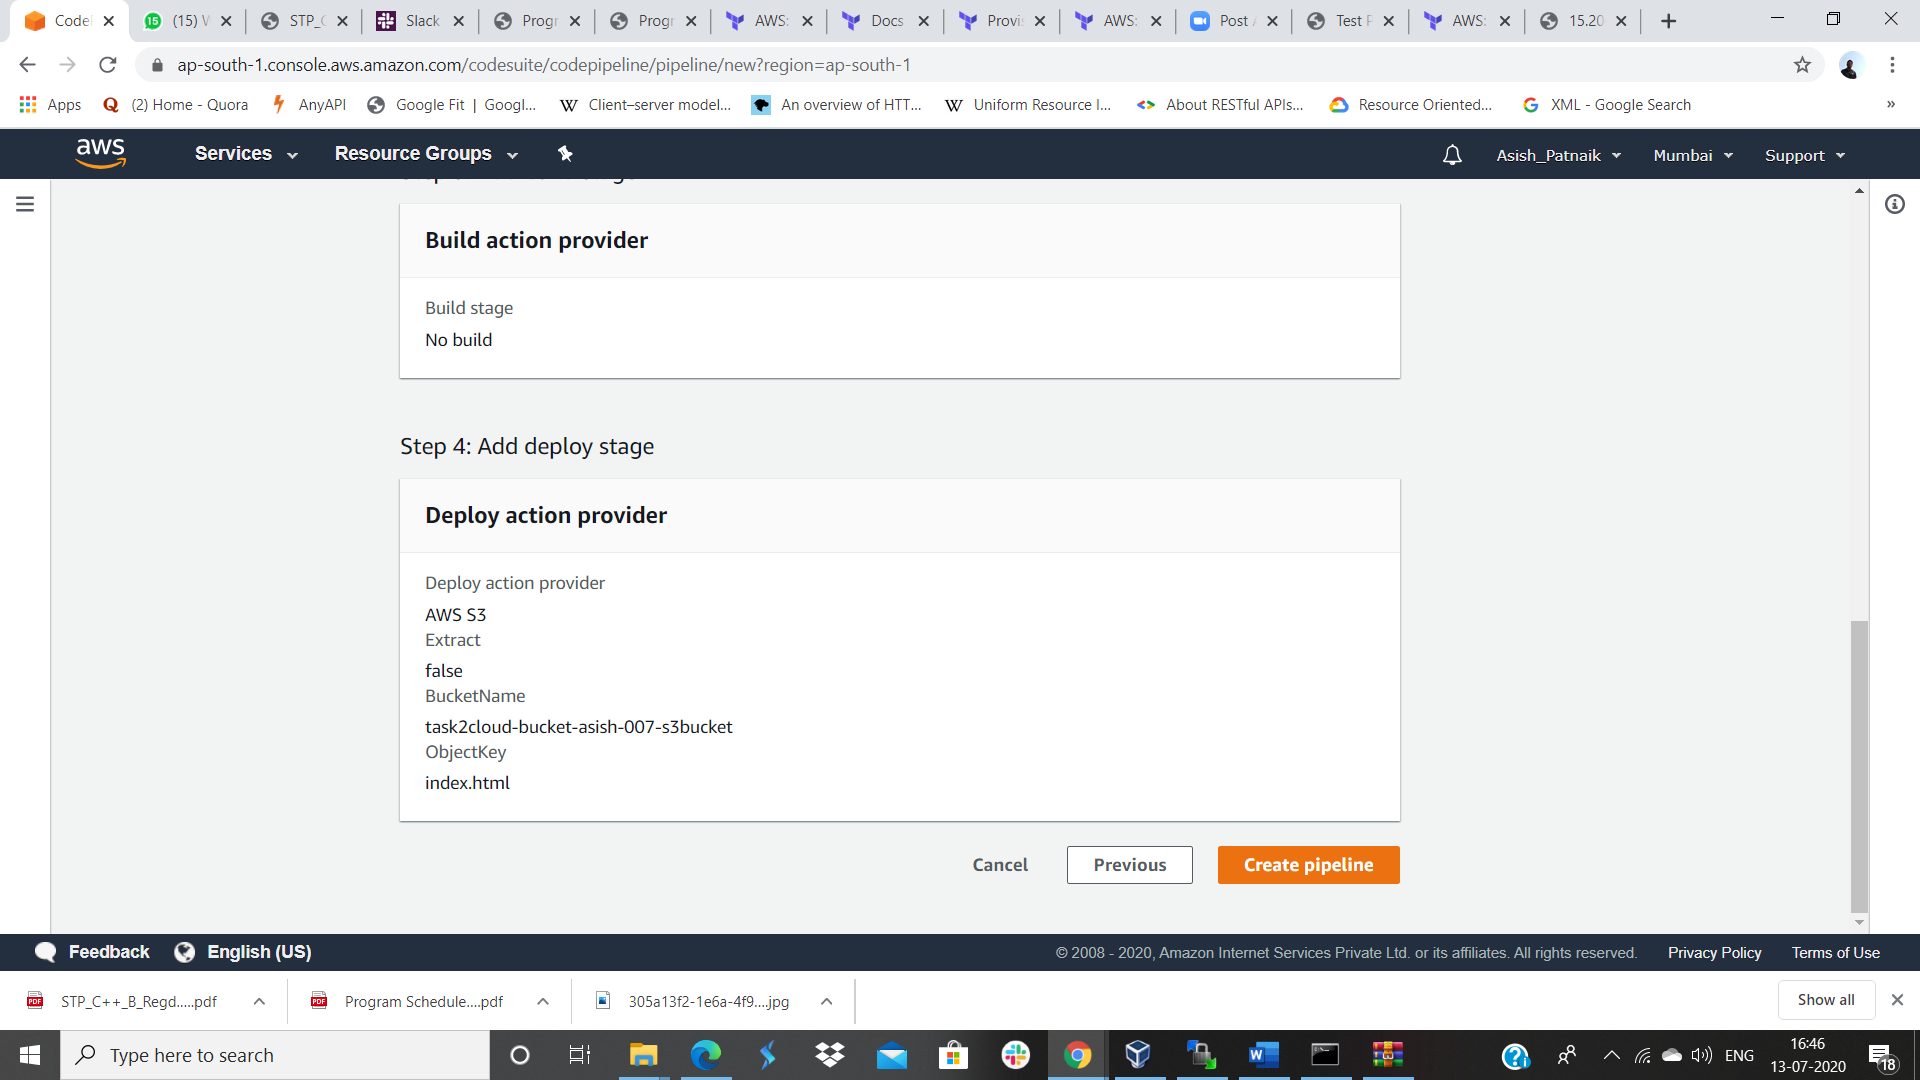 Codel
(15) V
STP_C
Slack
Progr
Progr
AWS:
Docs
Provis
AWS:
Post A
Test P
AWS:
15.20
ap-south-1.console.aws.amazon.com/codesuite/codepipeline/pipeline/new?region=ap-south-1
Apps
(2) Home - Quora
AnyAPI
Google Fit | Googl...
Client–server model...
An overview of HTT...
Uniform Resource I...
About RESTful APIs...
Resource Oriented...
XML - Google Search
»
aws
Services
Resource Groups
Asish_Patnaik
Mumbai
Support
Build action provider
Build stage
No build
Step 4: Add deploy stage
Deploy action provider
Deploy action provider
AWS S3
Extract
false
BucketName
task2cloud-bucket-asish-007-s3bucket
ObjectKey
index.html
Cancel
Previous
Create pipeline
Feedback
English (US)
© 2008 - 2020, Amazon Internet Services Private Ltd. or its affiliates. All rights reserved.
Privacy Policy
Terms of Use
STP_C++_B_Regd.....pdf
Program Schedule....pdf
305a13f2-1e6a-4f9....jpg
Show all
Type here to search
ENG
16:46
13-07-2020
18